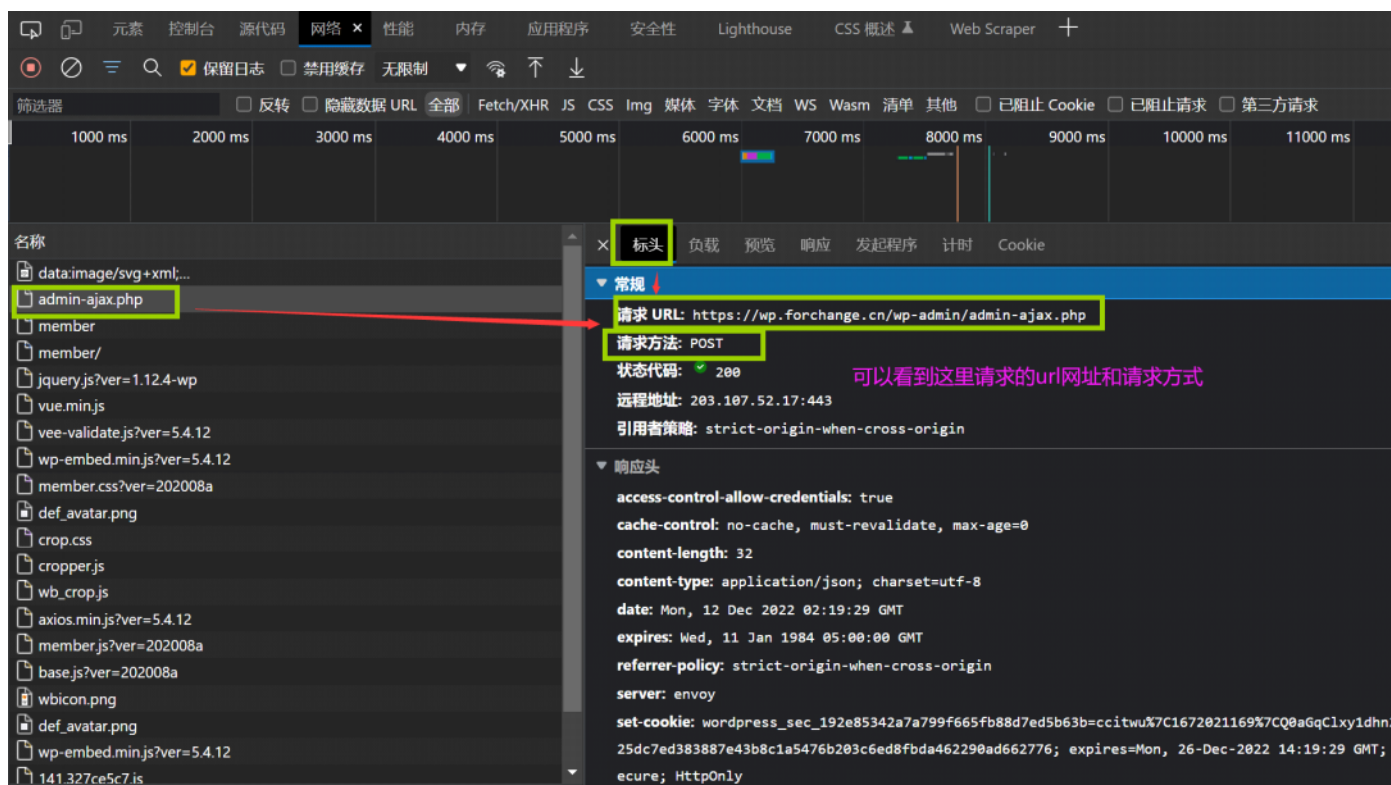 元素 控制台 源代码 网络 × 性能 内存 应用程序 安全性 Lighthouse CSS 概述 Web Scraper
保留日志 禁用缓存 无限制
筛选器 反转 隐藏数据 URL 全部 Fetch/XHR JS CSS Img 媒体 字体 文档 WS Wasm 清单 其他 已阻止 Cookie 已阻止请求 第三方请求
1000 ms 2000 ms 3000 ms 4000 ms 5000 ms 6000 ms 7000 ms 8000 ms 9000 ms 10000 ms 11000 ms
名称
data:image/svg+xml;...
admin-ajax.php
member
member/
jquery.js?ver=1.12.4-wp
vue.min.js
vee-validate.js?ver=5.4.12
wp-embed.min.js?ver=5.4.12
member.css?ver=202008a
def_avatar.png
crop.css
cropper.js
wb_crop.js
axios.min.js?ver=5.4.12
member.js?ver=202008a
base.js?ver=202008a
wbicon.png
def_avatar.png
wp-embed.min.js?ver=5.4.12
141.327ce5c7.js
× 标头 负载 预览 响应 发起程序 计时 Cookie
常规
请求 URL: https://wp.forchange.cn/wp-admin/admin-ajax.php
请求方法: POST
状态代码: 200
可以看到这里请求的url网址和请求方式
远程地址: 203.107.52.17:443
引用者策略: strict-origin-when-cross-origin
响应头
access-control-allow-credentials: true
cache-control: no-cache, must-revalidate, max-age=0
content-length: 32
content-type: application/json; charset=utf-8
date: Mon, 12 Dec 2022 02:19:29 GMT
expires: Wed, 11 Jan 1984 05:00:00 GMT
referrer-policy: strict-origin-when-cross-origin
server: envoy
set-cookie: wordpress_sec_192e85342a7a799f665fb88d7ed5b63b=ccitwu%7C1672021169%7CQ0aGqClxy1dhn
25dc7ed383887e43b8c1a5476b203c6ed8fbda462290ad662776; expires=Mon, 26-Dec-2022 14:19:29 GMT;
ecure; HttpOnly